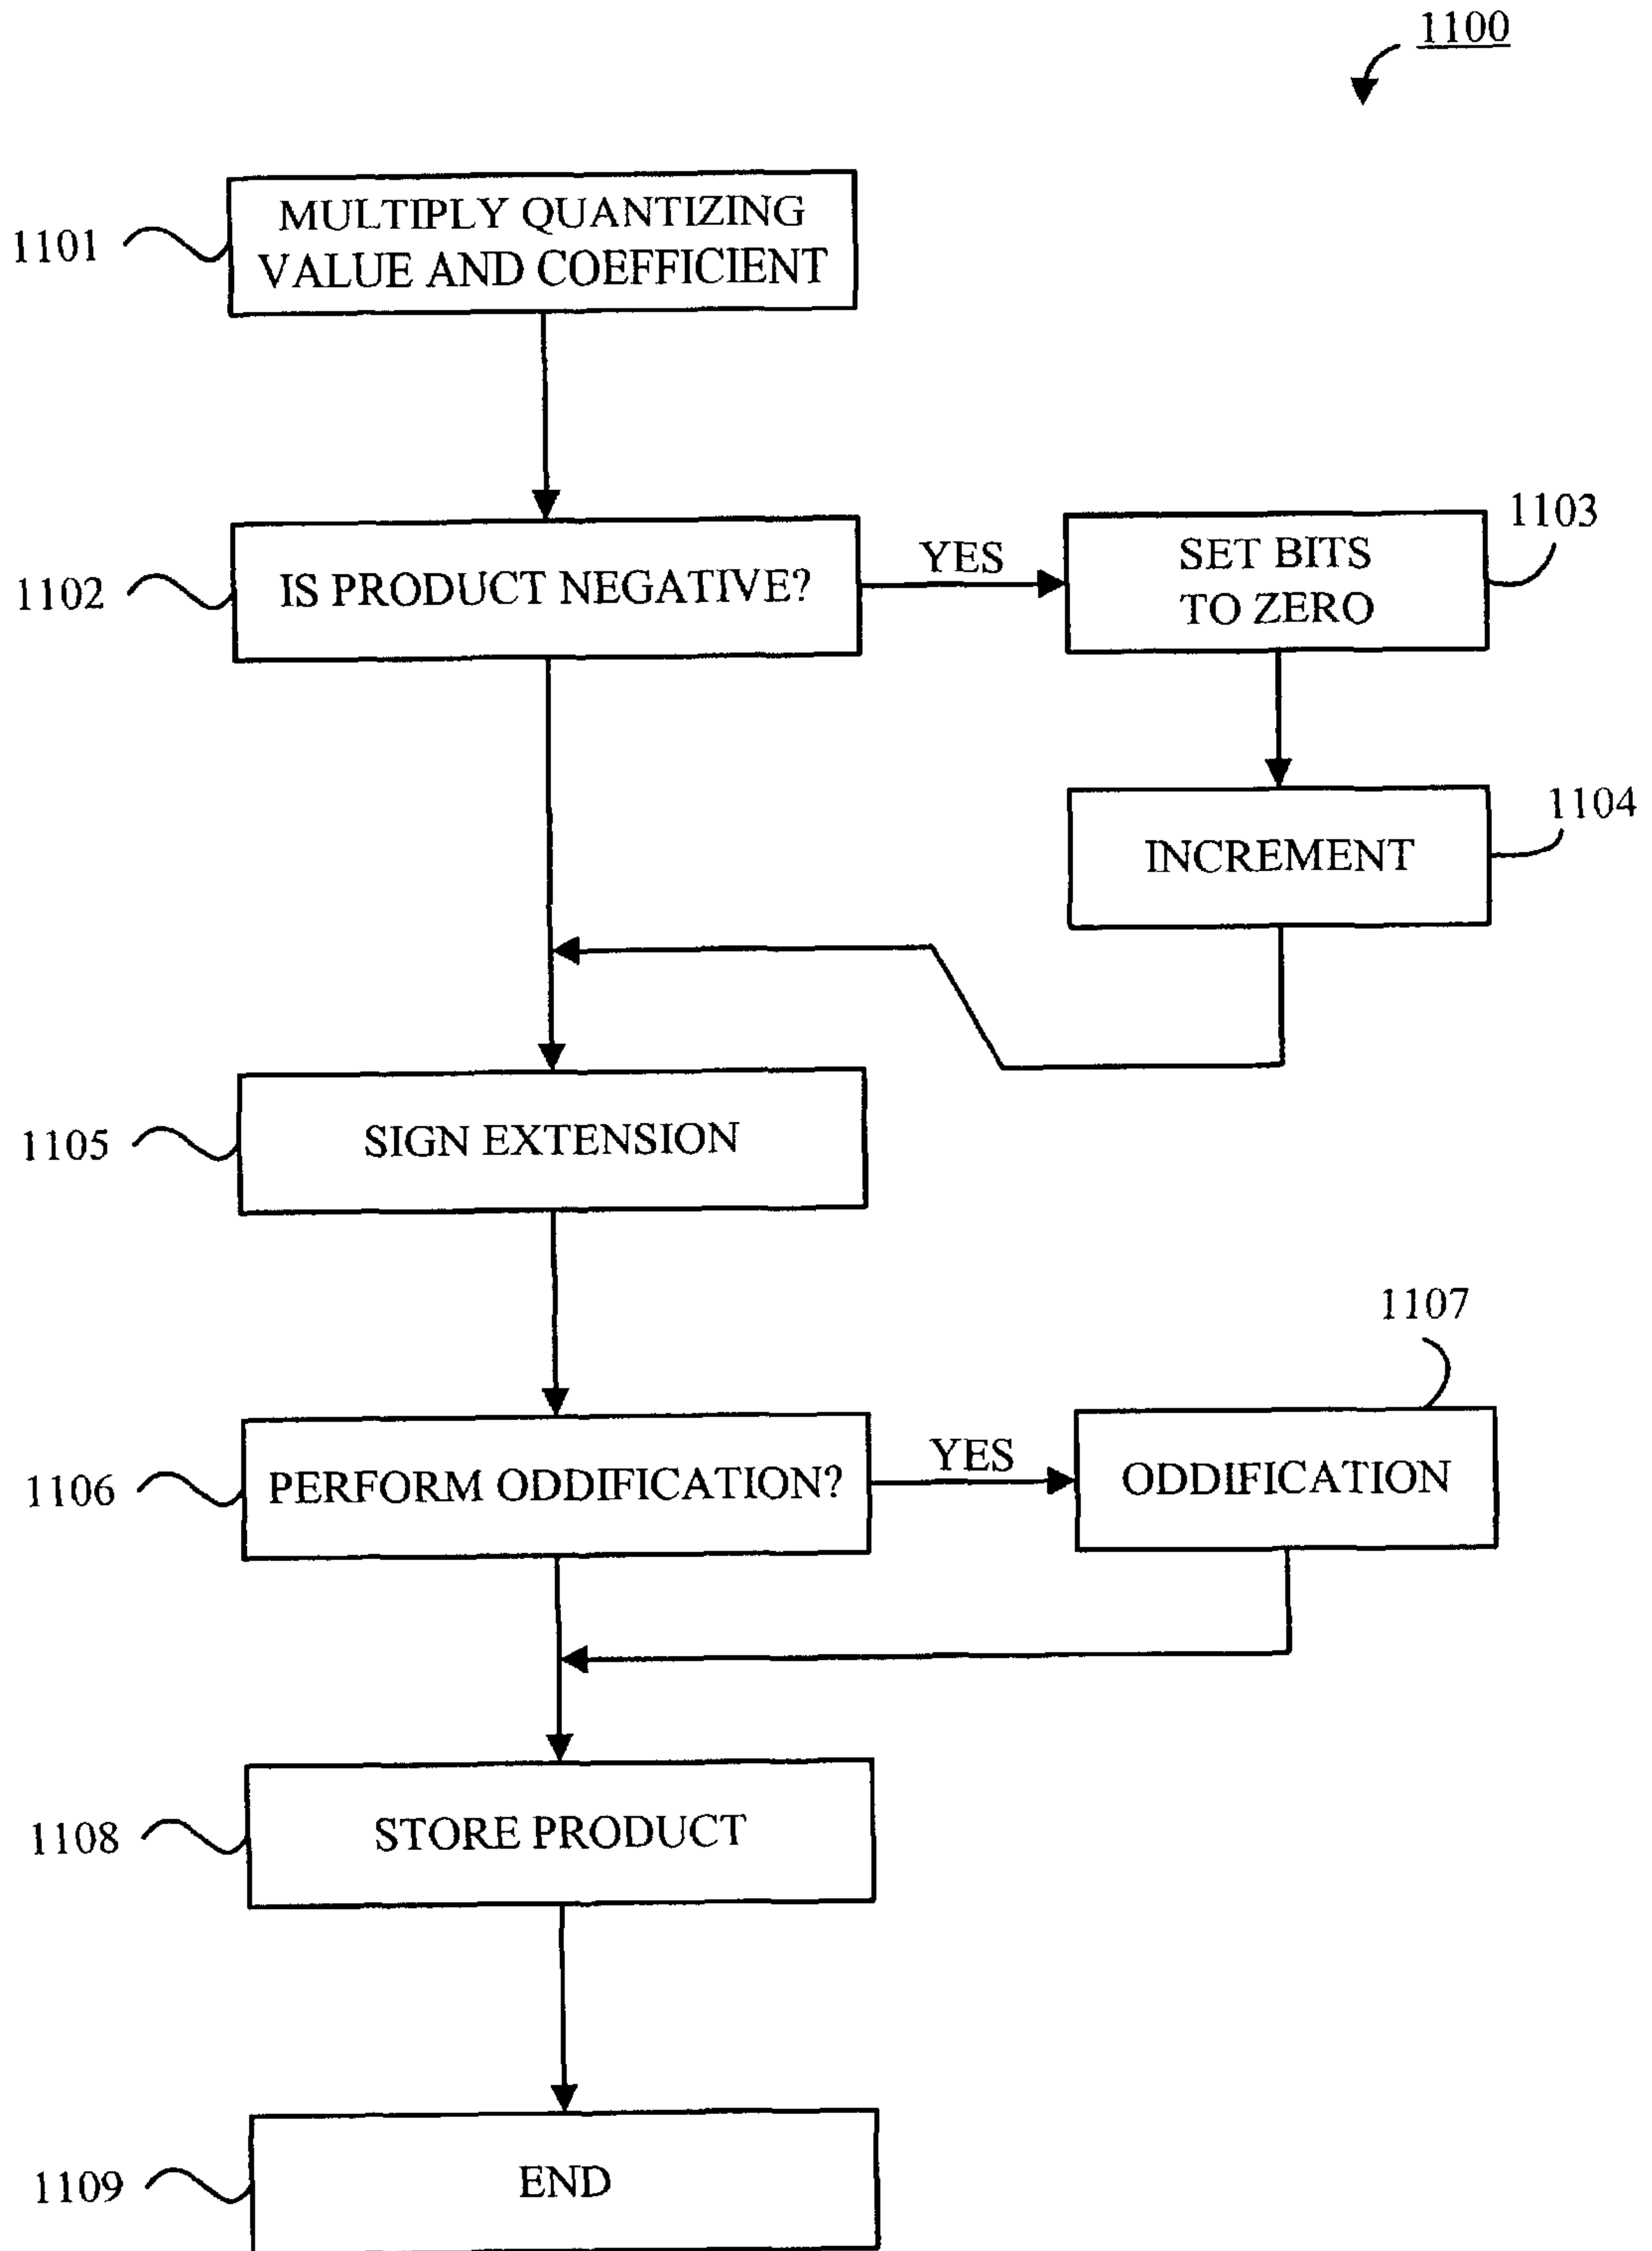 1100
1101
MULTIPLY QUANTIZING
VALUE AND COEFFICIENT
1102
IS PRODUCT NEGATIVE?
YES
SET BITS
TO ZERO
1103
INCREMENT
1104
1105
SIGN EXTENSION
1106
PERFORM ODDIFICATION?
YES
ODDIFICATION
1107
1108
STORE PRODUCT
1109
END